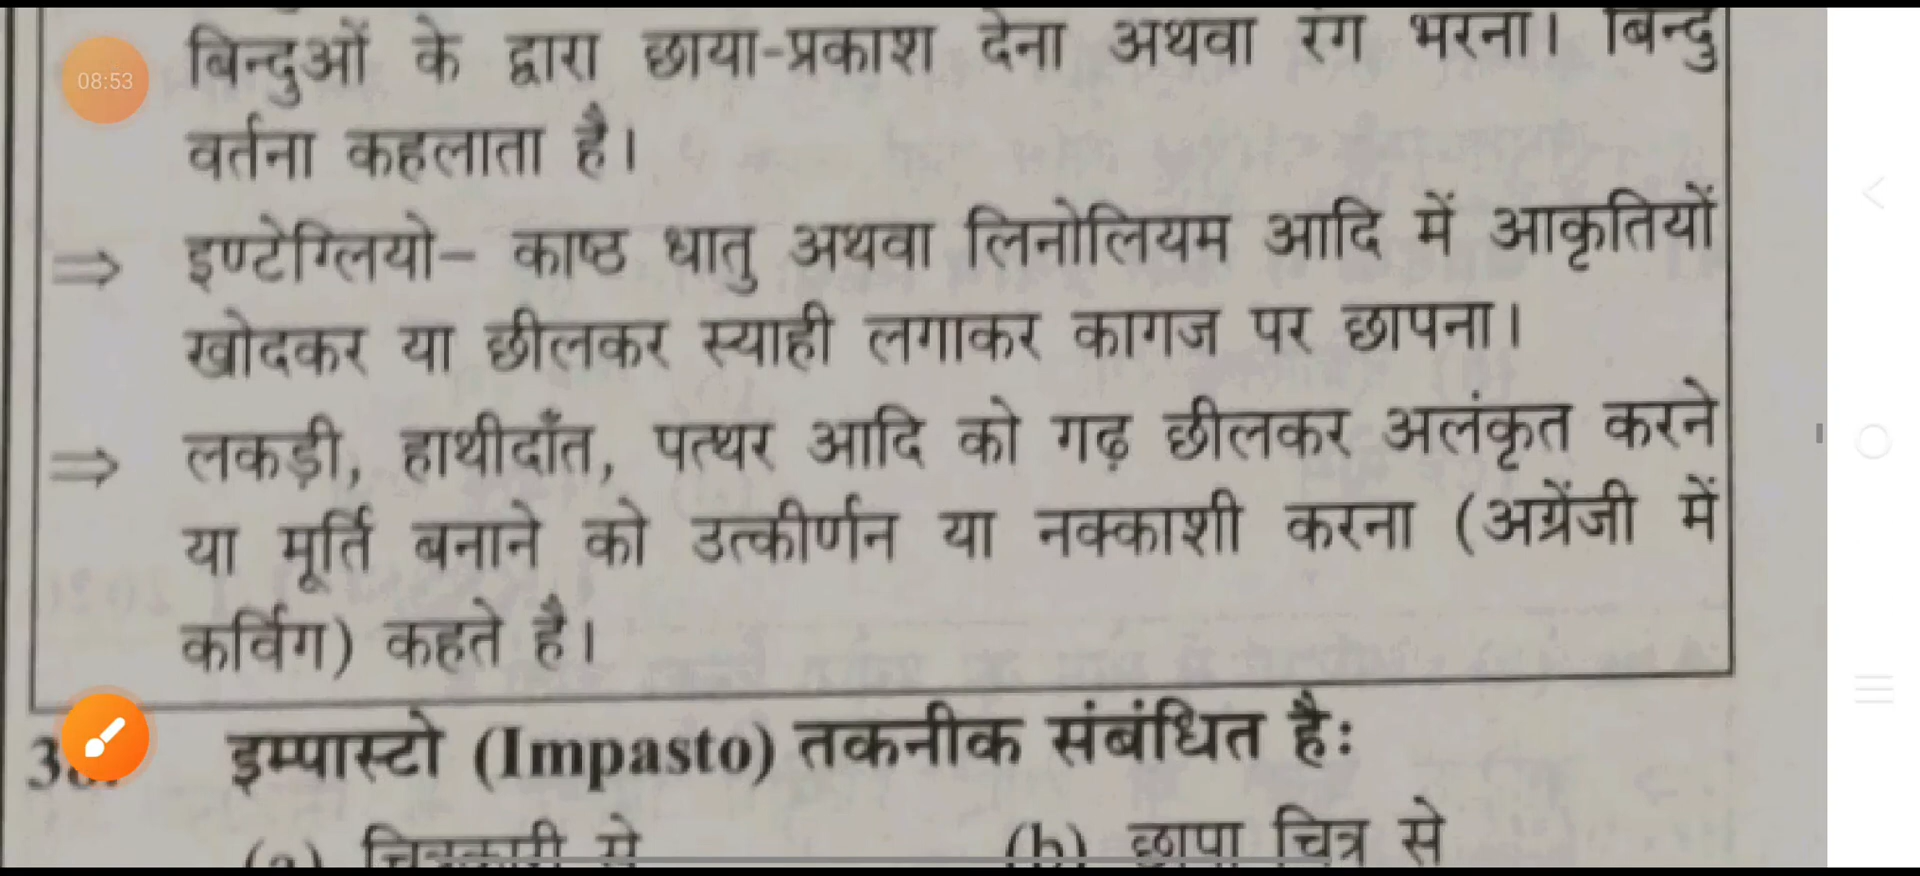 08:53
बिन्दुओं के द्वारा छाया-प्रकाश देना अथवा रंग भरना। बिन्दु
वर्तना कहलाता है।
⇒ इण्टेग्लियो– काष्ठ धातु अथवा लिनोलियम आदि में आकृतियों
खोदकर या छीलकर स्याही लगाकर कागज पर छापना।
⇒ लकड़ी, हाथीदाँत, पत्थर आदि को गढ़ छीलकर अलंकृत करने
या मूर्ति बनाने को उत्कीर्णन या नक्काशी करना (अग्रेंजी में
कर्विग) कहते है।
इम्पास्टो (Impasto) तकनीक संबंधित हैः
(a) चित्रकारी से (b) छापा चित्र से